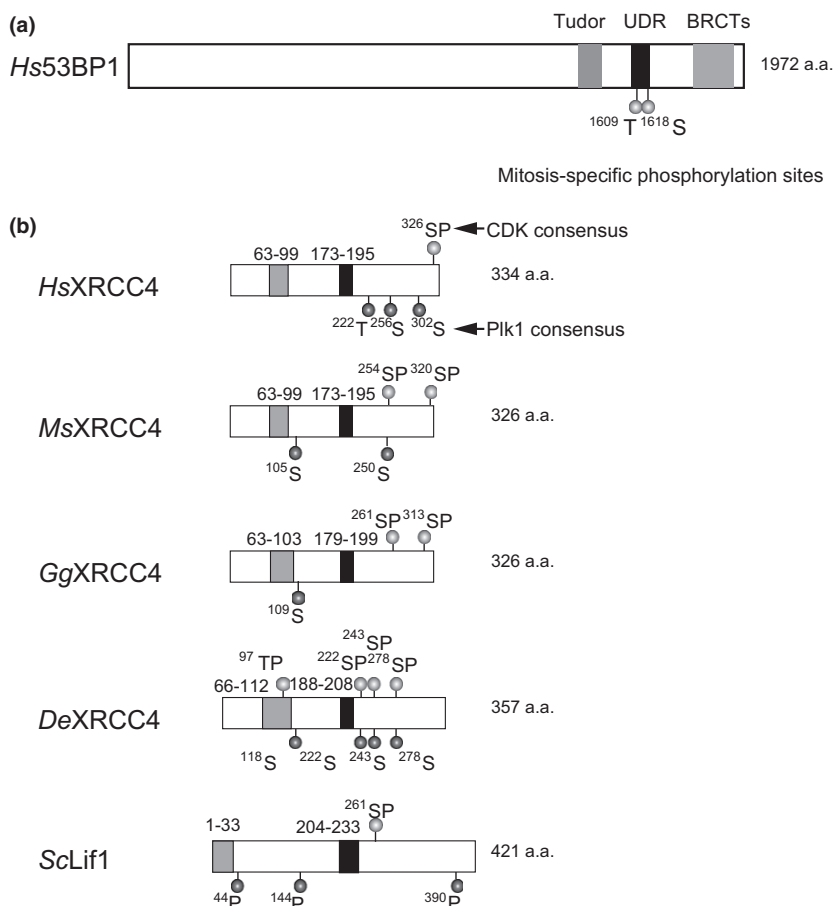 (a)
Tudor UDR BRCTs
Hs53BP1
1972 a.a.
1609 T 1618 S
Mitosis-specific phosphorylation sites
(b)
326 SP CDK consensus
63-99 173-195
HsXRCC4
334 a.a.
222 T 256 S 302 S Plk1 consensus
254 SP 320 SP
63-99 173-195
MsXRCC4
326 a.a.
105 S 250 S
261 SP 313 SP
63-103 179-199
GgXRCC4
326 a.a.
109 S
243 SP
97 TP 222 SP 278 SP
66-112 188-208
DeXRCC4
357 a.a.
118 S 222 S 243 S 278 S
261 SP
1-33 204-233
ScLif1
421 a.a.
44 P 144 P 390 P